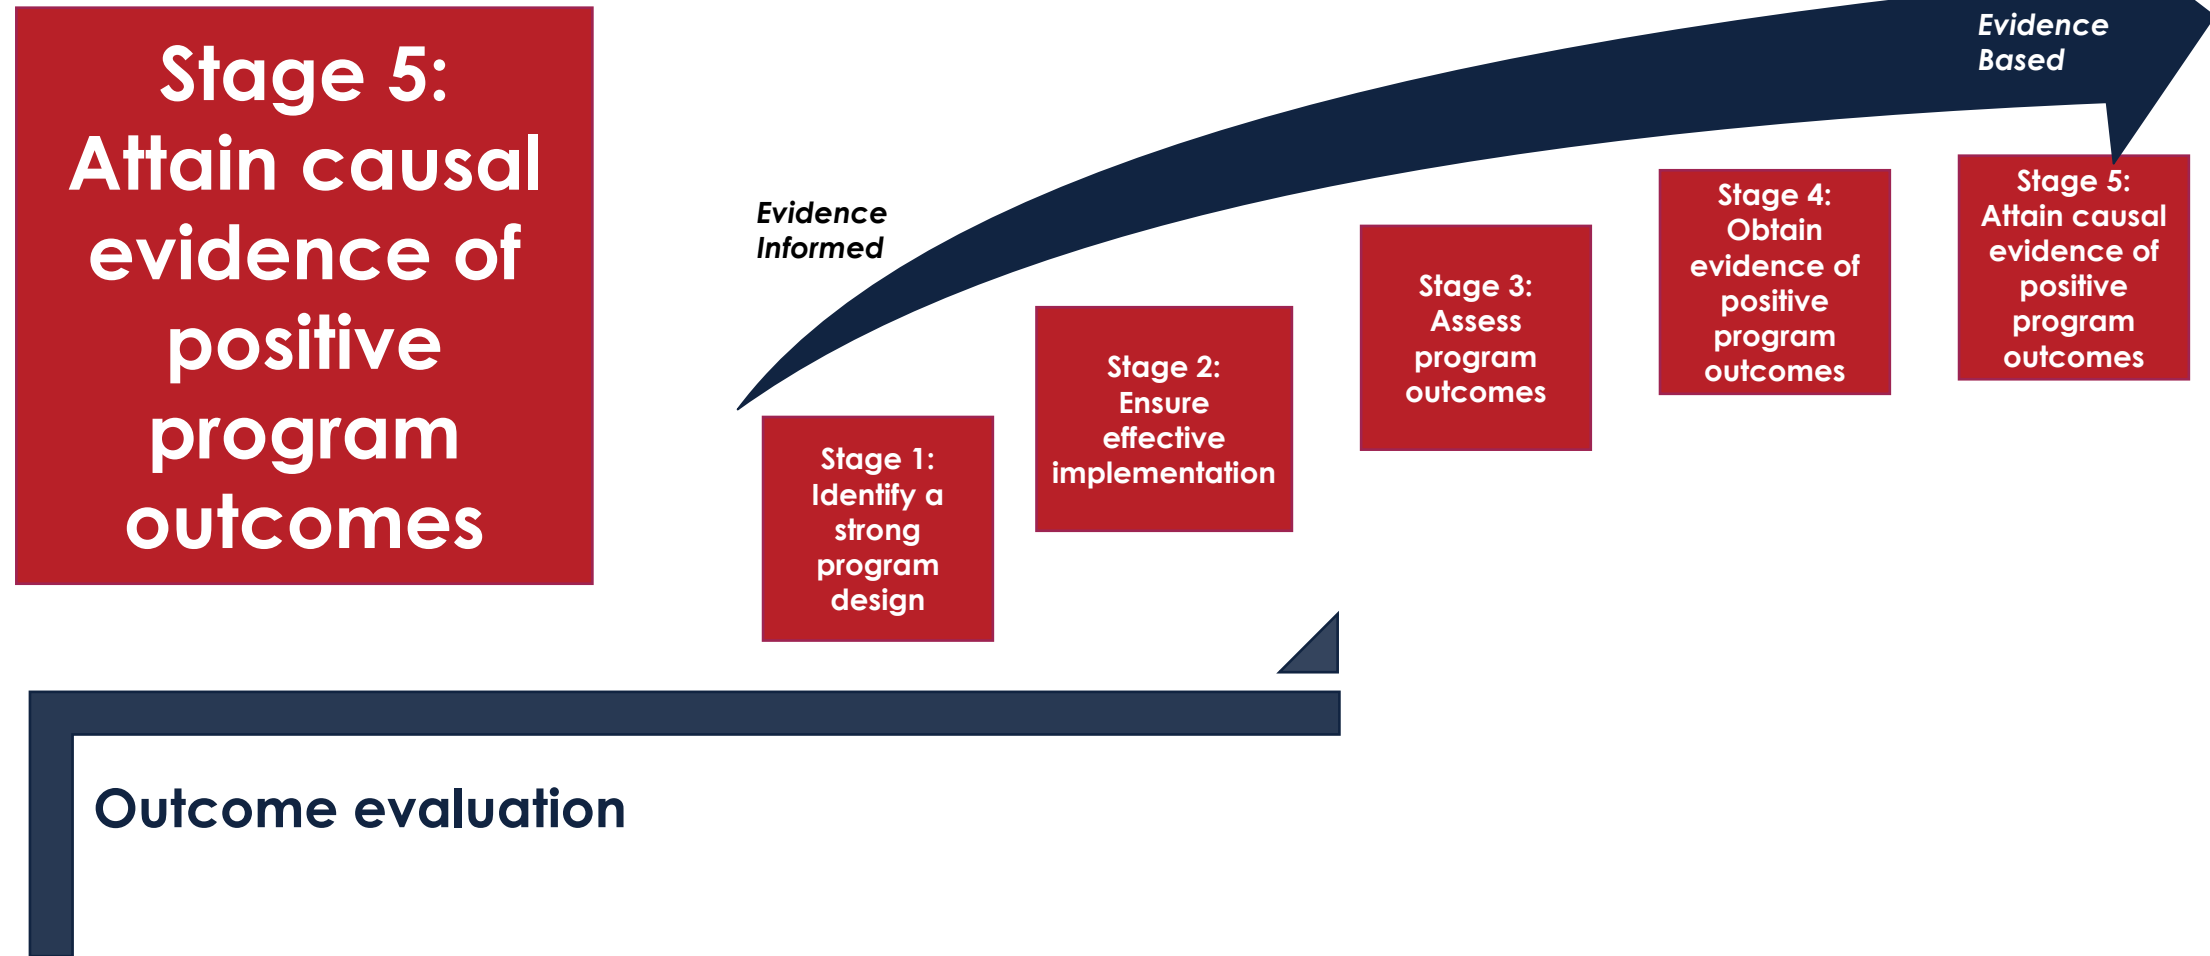 Stage 5:
Attain causal
evidence of
positive
program
outcomes
Evidence
Informed
Evidence
Based
Stage 1:
Identify a
strong
program
design
Stage 2:
Ensure
effective
implementation
Stage 3:
Assess
program
outcomes
Stage 4:
Obtain
evidence of
positive
program
outcomes
Stage 5:
Attain causal
evidence of
positive
program
outcomes
Outcome evaluation